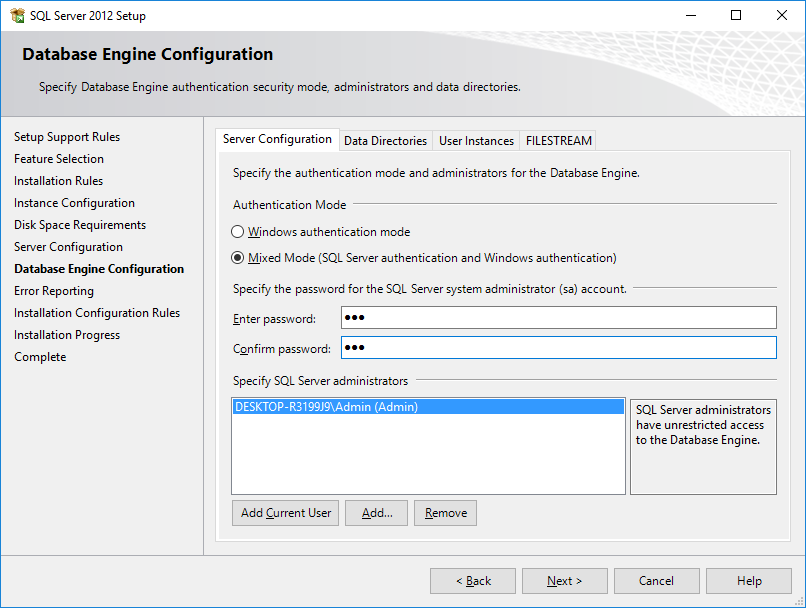 SQL Server 2012 Setup
Database Engine Configuration
Specify Database Engine authentication security mode, administrators and data directories.
Setup Support Rules
Feature Selection
Installation Rules
Instance Configuration
Disk Space Requirements
Server Configuration
Database Engine Configuration
Error Reporting
Installation Configuration Rules
Installation Progress
Complete
Server Configuration Data Directories User Instances FILESTREAM
Specify the authentication mode and administrators for the Database Engine.
Authentication Mode
Windows authentication mode
Mixed Mode (SQL Server authentication and Windows authentication)
Specify the password for the SQL Server system administrator (sa) account.
Enter password: ●●●
Confirm password: ●●●
Specify SQL Server administrators
DESKTOP-R3199J9\Admin (Admin)
SQL Server administrators
have unrestricted access
to the Database Engine.
Add Current User Add... Remove
< Back Next > Cancel Help